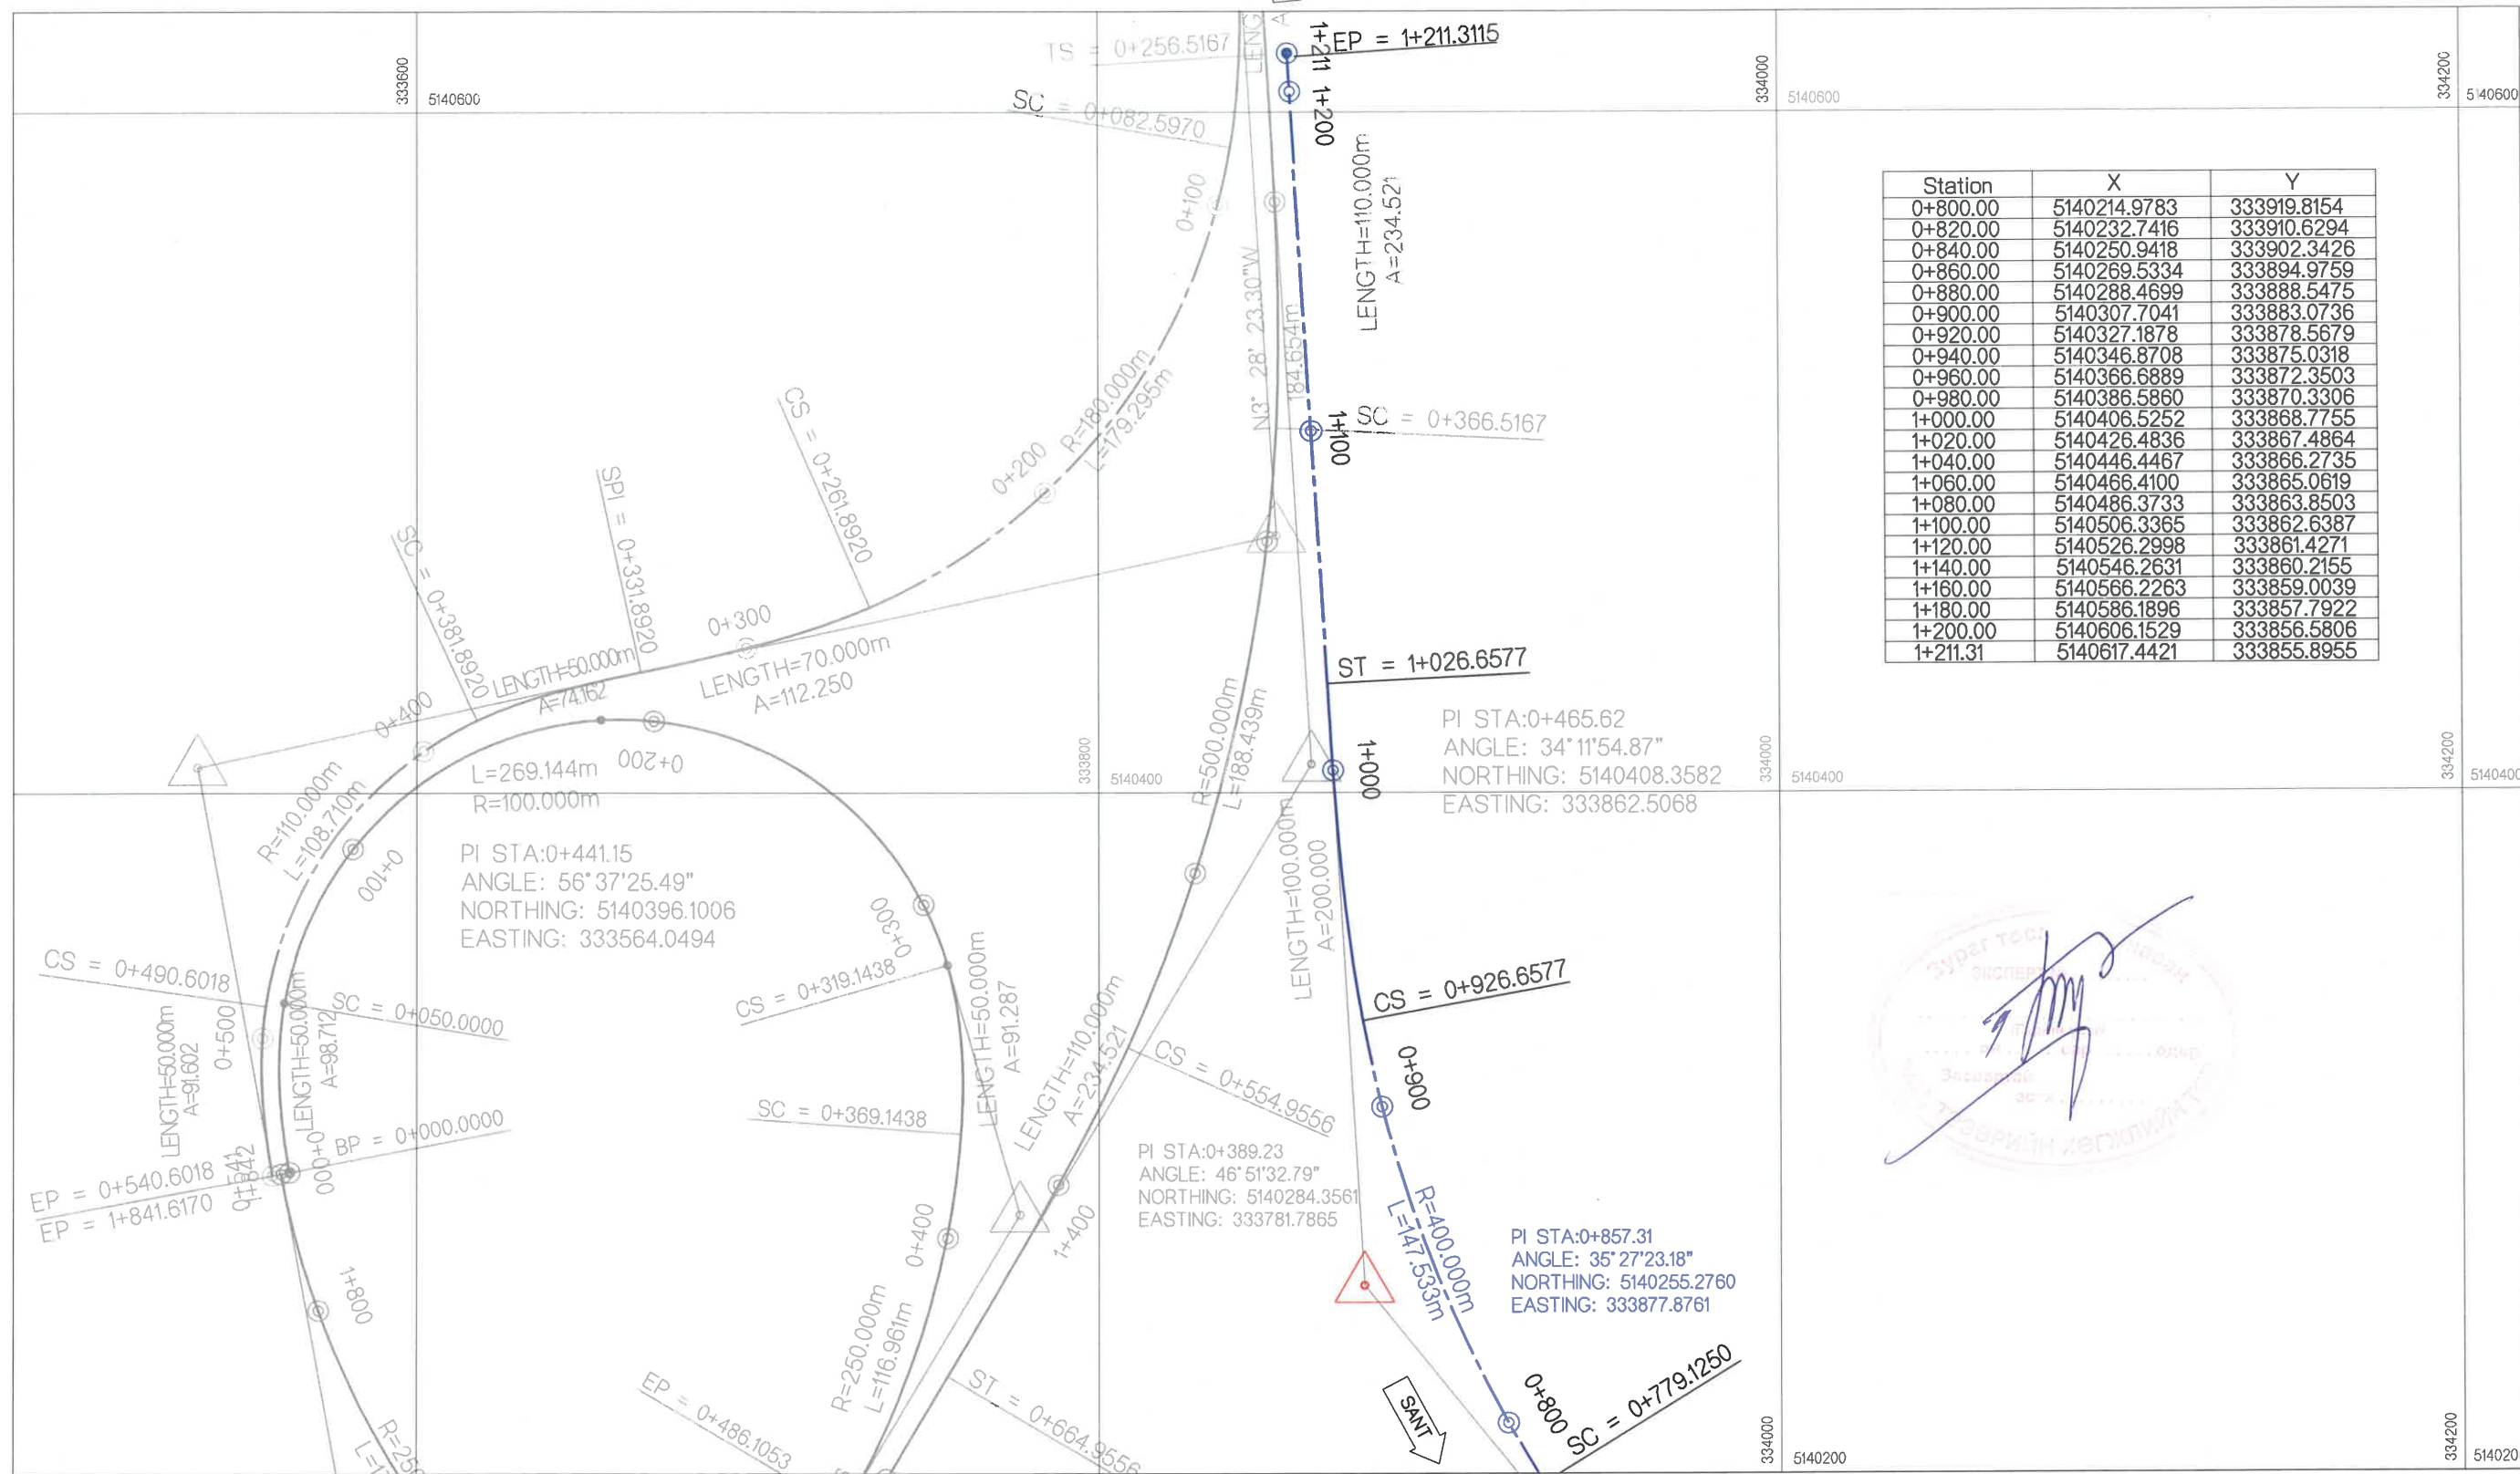 TS = 0+256.5167
LENG
A
1+211
EP = 1+211.3115
1+200
333600
5140600
334000
5140600
334200
5140600
SC = 0+082.5970
0+100
LENGTH=110.000m
A=234.521
N3° 28' 23.30"W
184.654m
Station X Y
0+800.00 5140214.9783 333919.8154
0+820.00 5140232.7416 333910.6294
0+840.00 5140250.9418 333902.3426
0+860.00 5140269.5334 333894.9759
0+880.00 5140288.4699 333888.5475
0+900.00 5140307.7041 333883.0736
0+920.00 5140327.1878 333878.5679
0+940.00 5140346.8708 333875.0318
0+960.00 5140366.6889 333872.3503
0+980.00 5140386.5860 333870.3306
1+000.00 5140406.5252 333868.7755
1+020.00 5140426.4836 333867.4864
1+040.00 5140446.4467 333866.2735
1+060.00 5140466.4100 333865.0619
1+080.00 5140486.3733 333863.8503
1+100.00 5140506.3365 333862.6387
1+120.00 5140526.2998 333861.4271
1+140.00 5140546.2631 333860.2155
1+160.00 5140566.2263 333859.0039
1+180.00 5140586.1896 333857.7922
1+200.00 5140606.1529 333856.5806
1+211.31 5140617.4421 333855.8955
R=180.000m
L=179.295m
0+200
CS = 0+261.8920
SPI = 0+331.8920
SC = 0+381.8920
SC = 0+366.5167
1+100
0+300
LENGTH=50.000m
A=74.162
LENGTH=70.000m
A=112.250
0+400
ST = 1+026.6577
PI STA:0+465.62
ANGLE: 34°11'54.87"
NORTHING: 5140408.3582
EASTING: 333862.5068
1+000
333800
5140400
334000
5140400
334200
5140400
R=500.000m
L=188.439m
0+200
L=269.144m
R=100.000m
R=110.000m
L=108.710m
0+100
PI STA:0+441.15
ANGLE: 56°37'25.49"
NORTHING: 5140396.1006
EASTING: 333564.0494
LENGTH=100.000m
A=200.000
0+300
CS = 0+319.1438
CS = 0+490.6018
SC = 0+050.0000
LENGTH=50.000m
A=91.602
0+500
LENGTH=50.000m
A=98.712
LENGTH=50.000m
A=91.287
LENGTH=110.000m
A=234.521
CS = 0+926.6577
0+900
CS = 0+554.9556
SC = 0+369.1438
BP = 0+000.0000
0+000
0+541
1+842
EP = 0+540.6018
EP = 1+841.6170
PI STA:0+389.23
ANGLE: 46°51'32.79"
NORTHING: 5140284.3561
EASTING: 333781.7865
0+400
1+400
R=400.000m
L=147.533m
PI STA:0+857.31
ANGLE: 35°27'23.18"
NORTHING: 5140255.2760
EASTING: 333877.8761
1+800
R=250.000m
L=116.961m
EP = 0+486.1053
ST = 0+664.9556
SANT
0+800
SC = 0+779.1250
334000
5140200
334200
514020
R=25